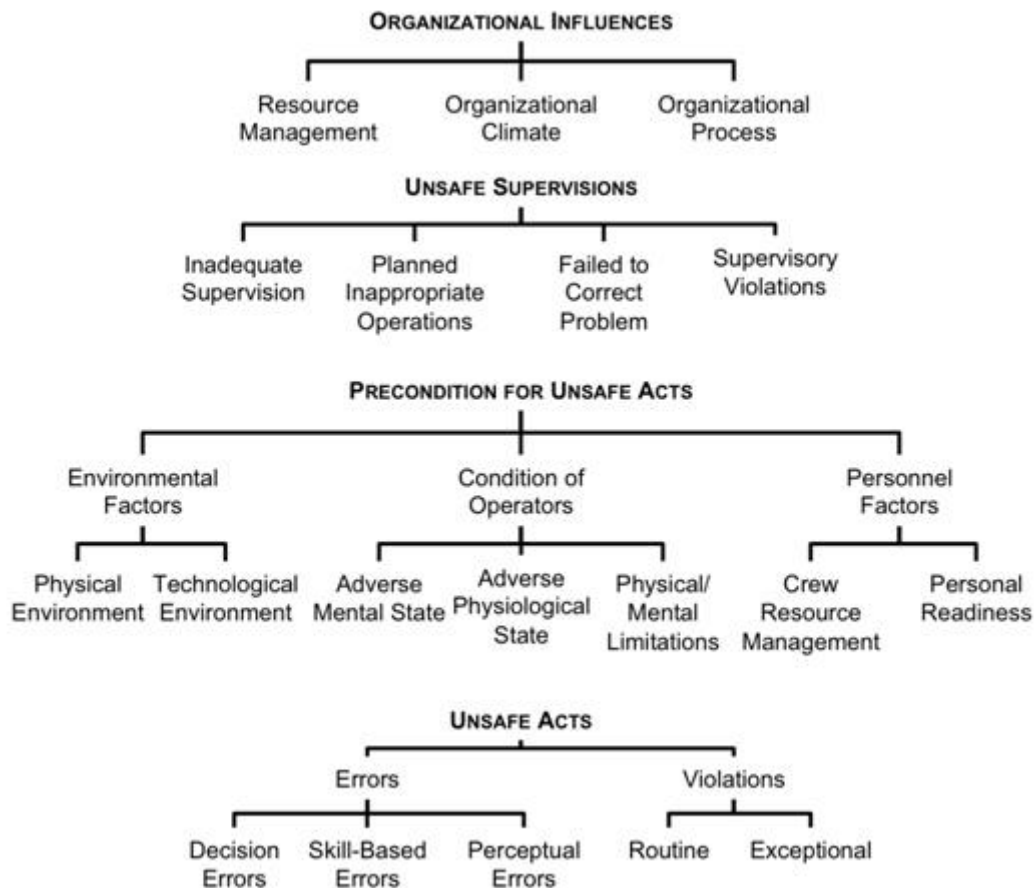 ORGANIZATIONAL INFLUENCES
Resource Management
Organizational Climate
Organizational Process
UNSAFE SUPERVISIONS
Inadequate Supervision
Planned Inappropriate Operations
Failed to Correct Problem
Supervisory Violations
PRECONDITION FOR UNSAFE ACTS
Environmental Factors
Condition of Operators
Personnel Factors
Physical Environment
Technological Environment
Adverse Mental State
Adverse Physiological State
Physical/ Mental Limitations
Crew Resource Management
Personal Readiness
UNSAFE ACTS
Errors
Violations
Decision Errors
Skill-Based Errors
Perceptual Errors
Routine
Exceptional